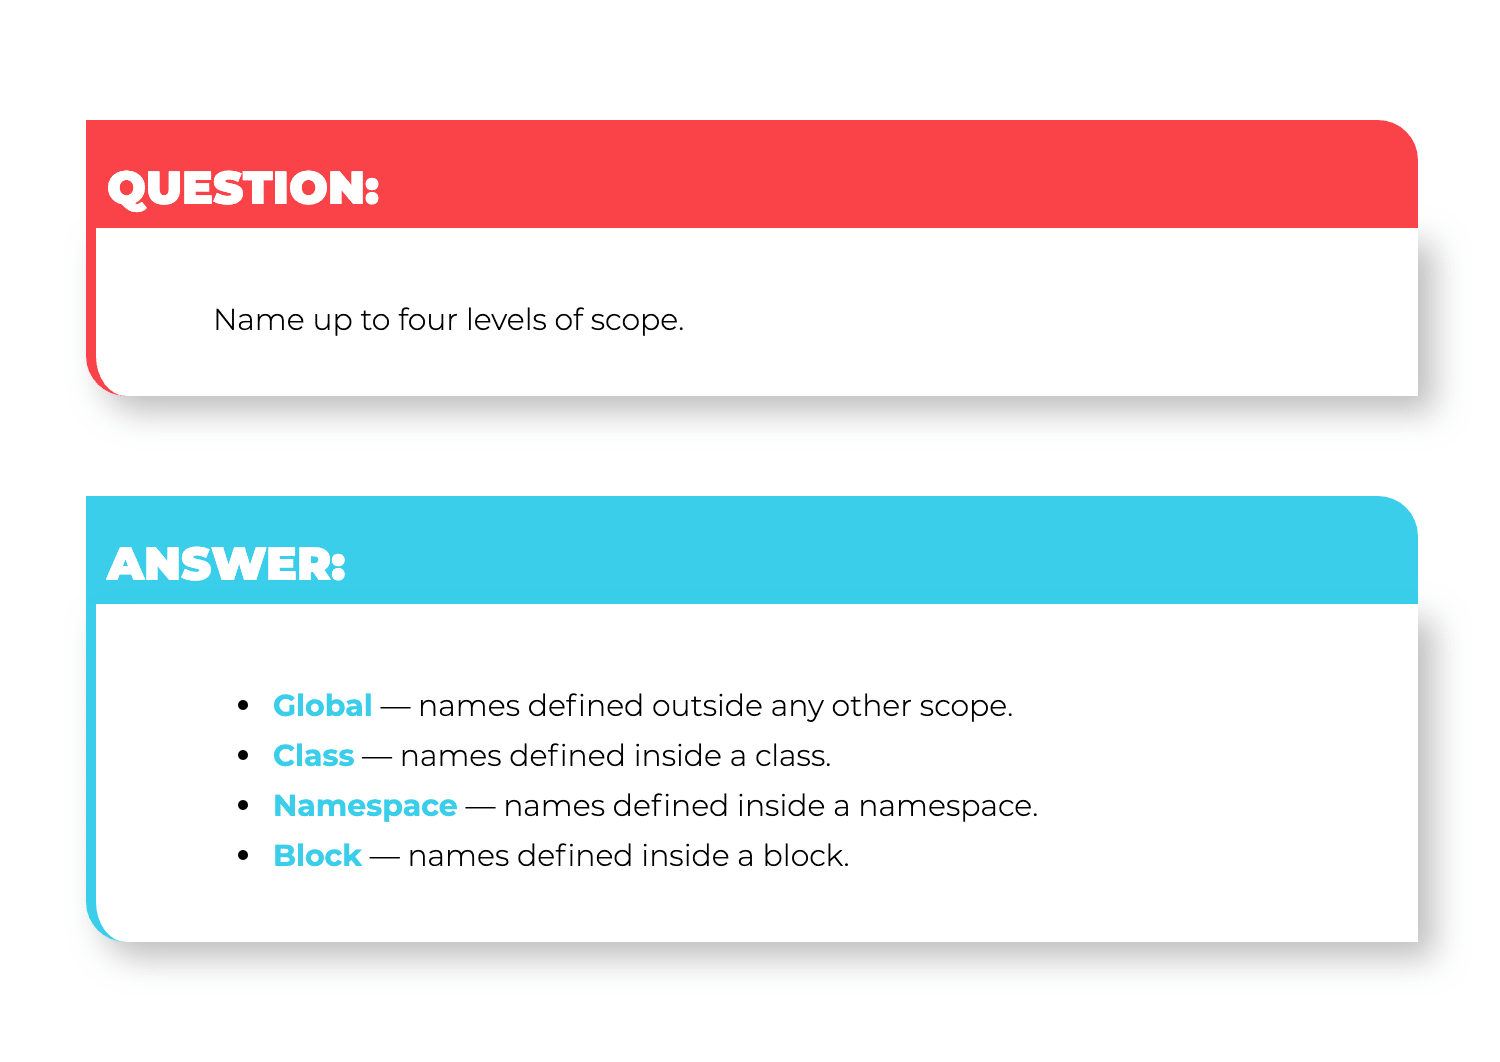 QUESTION:
Name up to four levels of scope.
ANSWER:
• Global — names defined outside any other scope.
• Class — names defined inside a class.
• Namespace — names defined inside a namespace.
• Block — names defined inside a block.